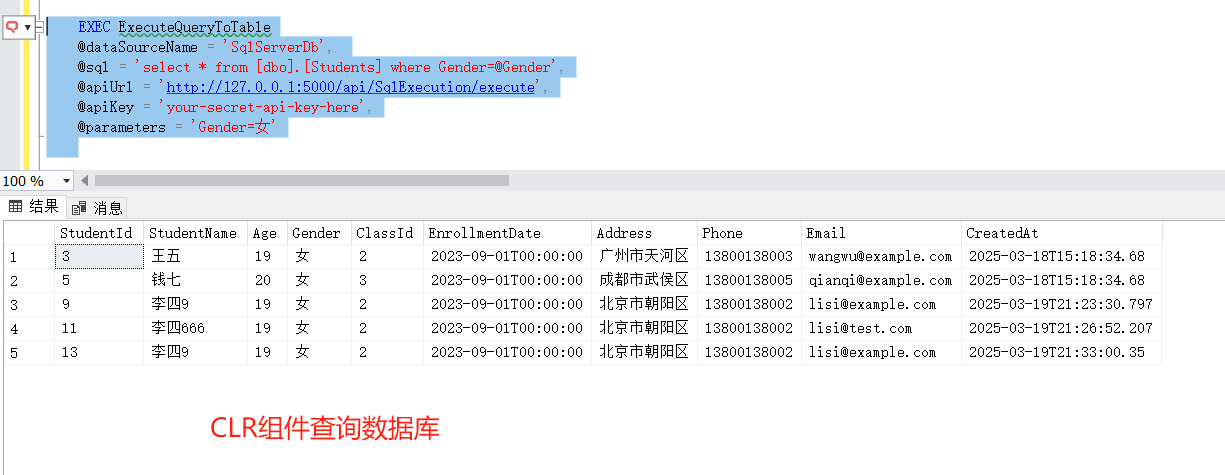 EXEC ExecuteQueryToTable
@dataSourceName = 'SqlServerDb',
@sql = 'select * from [dbo].[Students] where Gender=@Gender',
@apiUrl = 'http://127.0.0.1:5000/api/SqlExecution/execute',
@apiKey = 'your-secret-api-key-here',
@parameters = 'Gender=女'
100 %
结果 消息
StudentId StudentName Age Gender ClassId EnrollmentDate Address Phone Email CreatedAt
1 3 王五 19 女 2 2023-09-01T00:00:00 广州市天河区 13800138003 wangwu@example.com 2025-03-18T15:18:34.68
2 5 钱七 20 女 3 2023-09-01T00:00:00 成都市武侯区 13800138005 qianqi@example.com 2025-03-18T15:18:34.68
3 9 李四9 19 女 2 2023-09-01T00:00:00 北京市朝阳区 13800138002 lisi@example.com 2025-03-19T21:23:30.797
4 11 李四666 19 女 2 2023-09-01T00:00:00 北京市朝阳区 13800138002 lisi@test.com 2025-03-19T21:26:52.207
5 13 李四9 19 女 2 2023-09-01T00:00:00 北京市朝阳区 13800138002 lisi@example.com 2025-03-19T21:33:00.35
CLR组件查询数据库